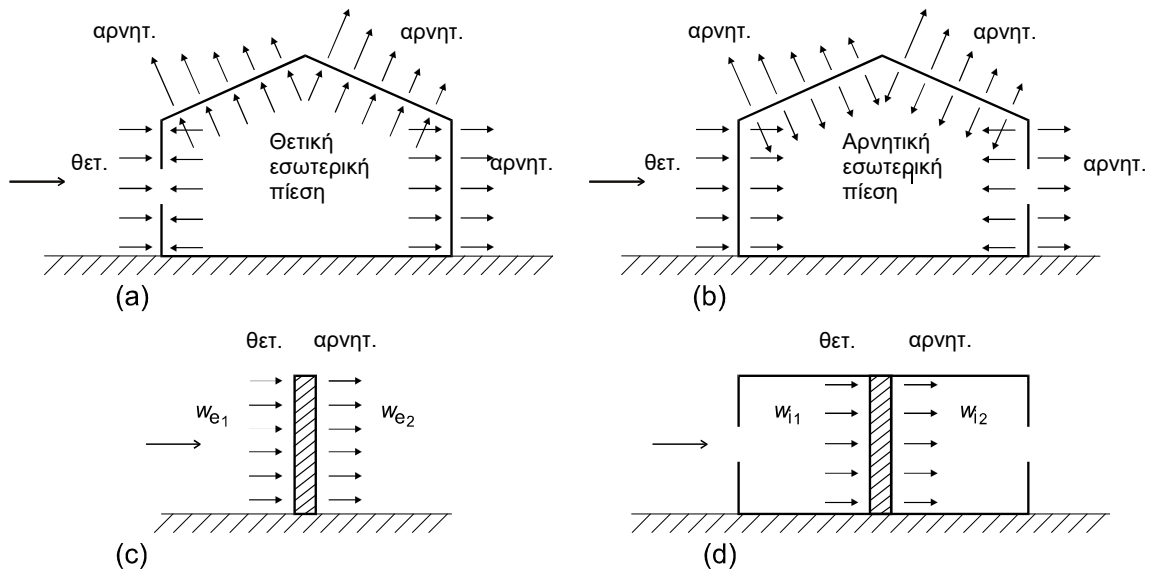 αρνητ.
αρνητ.
θετ.
Θετική
εσωτερική
πίεση
αρνητ.
(a)
αρνητ.
αρνητ.
θετ.
Αρνητική
εσωτερική
πίεση
αρνητ.
(b)
θετ. αρνητ.
we1 we2
(c)
θετ. αρνητ.
wi1 wi2
(d)